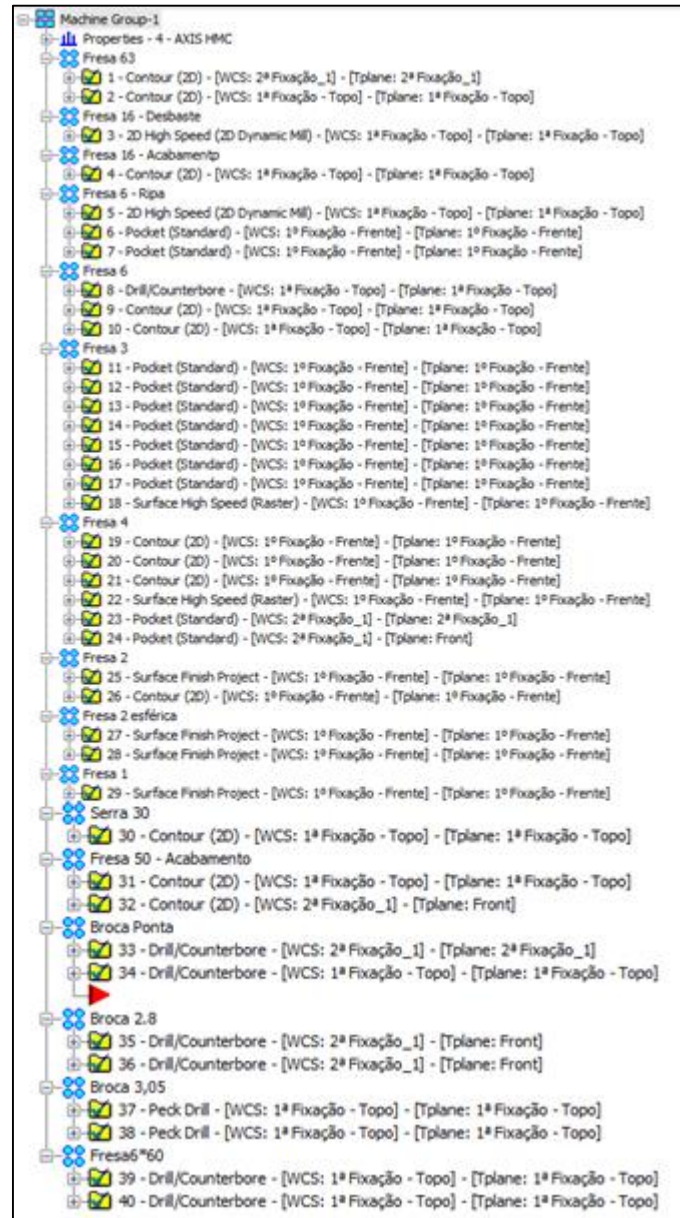 Machine Group-1
Properties - 4 - AXIS HMC
Fresa 63
1 - Contour (2D) - [WCS: 2ª Fixação_1] - [Tplane: 2ª Fixação_1]
2 - Contour (2D) - [WCS: 1ª Fixação - Topo] - [Tplane: 1ª Fixação - Topo]
Fresa 16 - Desbaste
3 - 2D High Speed (2D Dynamic Mill) - [WCS: 1ª Fixação - Topo] - [Tplane: 1ª Fixação - Topo]
Fresa 16 - Acabamentp
4 - Contour (2D) - [WCS: 1ª Fixação - Topo] - [Tplane: 1ª Fixação - Topo]
Fresa 6 - Ripa
5 - 2D High Speed (2D Dynamic Mill) - [WCS: 1ª Fixação - Topo] - [Tplane: 1ª Fixação - Topo]
6 - Pocket (Standard) - [WCS: 1º Fixação - Frente] - [Tplane: 1º Fixação - Frente]
7 - Pocket (Standard) - [WCS: 1º Fixação - Frente] - [Tplane: 1º Fixação - Frente]
Fresa 6
8 - Drill/Counterbore - [WCS: 1ª Fixação - Topo] - [Tplane: 1ª Fixação - Topo]
9 - Contour (2D) - [WCS: 1ª Fixação - Topo] - [Tplane: 1ª Fixação - Topo]
10 - Contour (2D) - [WCS: 1ª Fixação - Topo] - [Tplane: 1ª Fixação - Topo]
Fresa 3
11 - Pocket (Standard) - [WCS: 1º Fixação - Frente] - [Tplane: 1º Fixação - Frente]
12 - Pocket (Standard) - [WCS: 1º Fixação - Frente] - [Tplane: 1º Fixação - Frente]
13 - Pocket (Standard) - [WCS: 1º Fixação - Frente] - [Tplane: 1º Fixação - Frente]
14 - Pocket (Standard) - [WCS: 1º Fixação - Frente] - [Tplane: 1º Fixação - Frente]
15 - Pocket (Standard) - [WCS: 1º Fixação - Frente] - [Tplane: 1º Fixação - Frente]
16 - Pocket (Standard) - [WCS: 1º Fixação - Frente] - [Tplane: 1º Fixação - Frente]
17 - Pocket (Standard) - [WCS: 1º Fixação - Frente] - [Tplane: 1º Fixação - Frente]
18 - Surface High Speed (Raster) - [WCS: 1º Fixação - Frente] - [Tplane: 1º Fixação - Frente]
Fresa 4
19 - Contour (2D) - [WCS: 1º Fixação - Frente] - [Tplane: 1º Fixação - Frente]
20 - Contour (2D) - [WCS: 1º Fixação - Frente] - [Tplane: 1º Fixação - Frente]
21 - Contour (2D) - [WCS: 1º Fixação - Frente] - [Tplane: 1º Fixação - Frente]
22 - Surface High Speed (Raster) - [WCS: 1º Fixação - Frente] - [Tplane: 1º Fixação - Frente]
23 - Pocket (Standard) - [WCS: 2ª Fixação_1] - [Tplane: 2ª Fixação_1]
24 - Pocket (Standard) - [WCS: 2ª Fixação_1] - [Tplane: Front]
Fresa 2
25 - Surface Finish Project - [WCS: 1º Fixação - Frente] - [Tplane: 1º Fixação - Frente]
26 - Contour (2D) - [WCS: 1º Fixação - Frente] - [Tplane: 1º Fixação - Frente]
Fresa 2 esférica
27 - Surface Finish Project - [WCS: 1º Fixação - Frente] - [Tplane: 1º Fixação - Frente]
28 - Surface Finish Project - [WCS: 1º Fixação - Frente] - [Tplane: 1º Fixação - Frente]
Fresa 1
29 - Surface Finish Project - [WCS: 1º Fixação - Frente] - [Tplane: 1º Fixação - Frente]
Serra 30
30 - Contour (2D) - [WCS: 1ª Fixação - Topo] - [Tplane: 1ª Fixação - Topo]
Fresa 50 - Acabamento
31 - Contour (2D) - [WCS: 1ª Fixação - Topo] - [Tplane: 1ª Fixação - Topo]
32 - Contour (2D) - [WCS: 2ª Fixação_1] - [Tplane: Front]
Broca Ponta
33 - Drill/Counterbore - [WCS: 2ª Fixação_1] - [Tplane: 2ª Fixação_1]
34 - Drill/Counterbore - [WCS: 1ª Fixação - Topo] - [Tplane: 1ª Fixação - Topo]
Broca 2.8
35 - Drill/Counterbore - [WCS: 2ª Fixação_1] - [Tplane: Front]
36 - Drill/Counterbore - [WCS: 2ª Fixação_1] - [Tplane: Front]
Broca 3,05
37 - Peck Drill - [WCS: 1ª Fixação - Topo] - [Tplane: 1ª Fixação - Topo]
38 - Peck Drill - [WCS: 1ª Fixação - Topo] - [Tplane: 1ª Fixação - Topo]
Fresa6*60
39 - Drill/Counterbore - [WCS: 1ª Fixação - Topo] - [Tplane: 1ª Fixação - Topo]
40 - Drill/Counterbore - [WCS: 1ª Fixação - Topo] - [Tplane: 1ª Fixação - Topo]